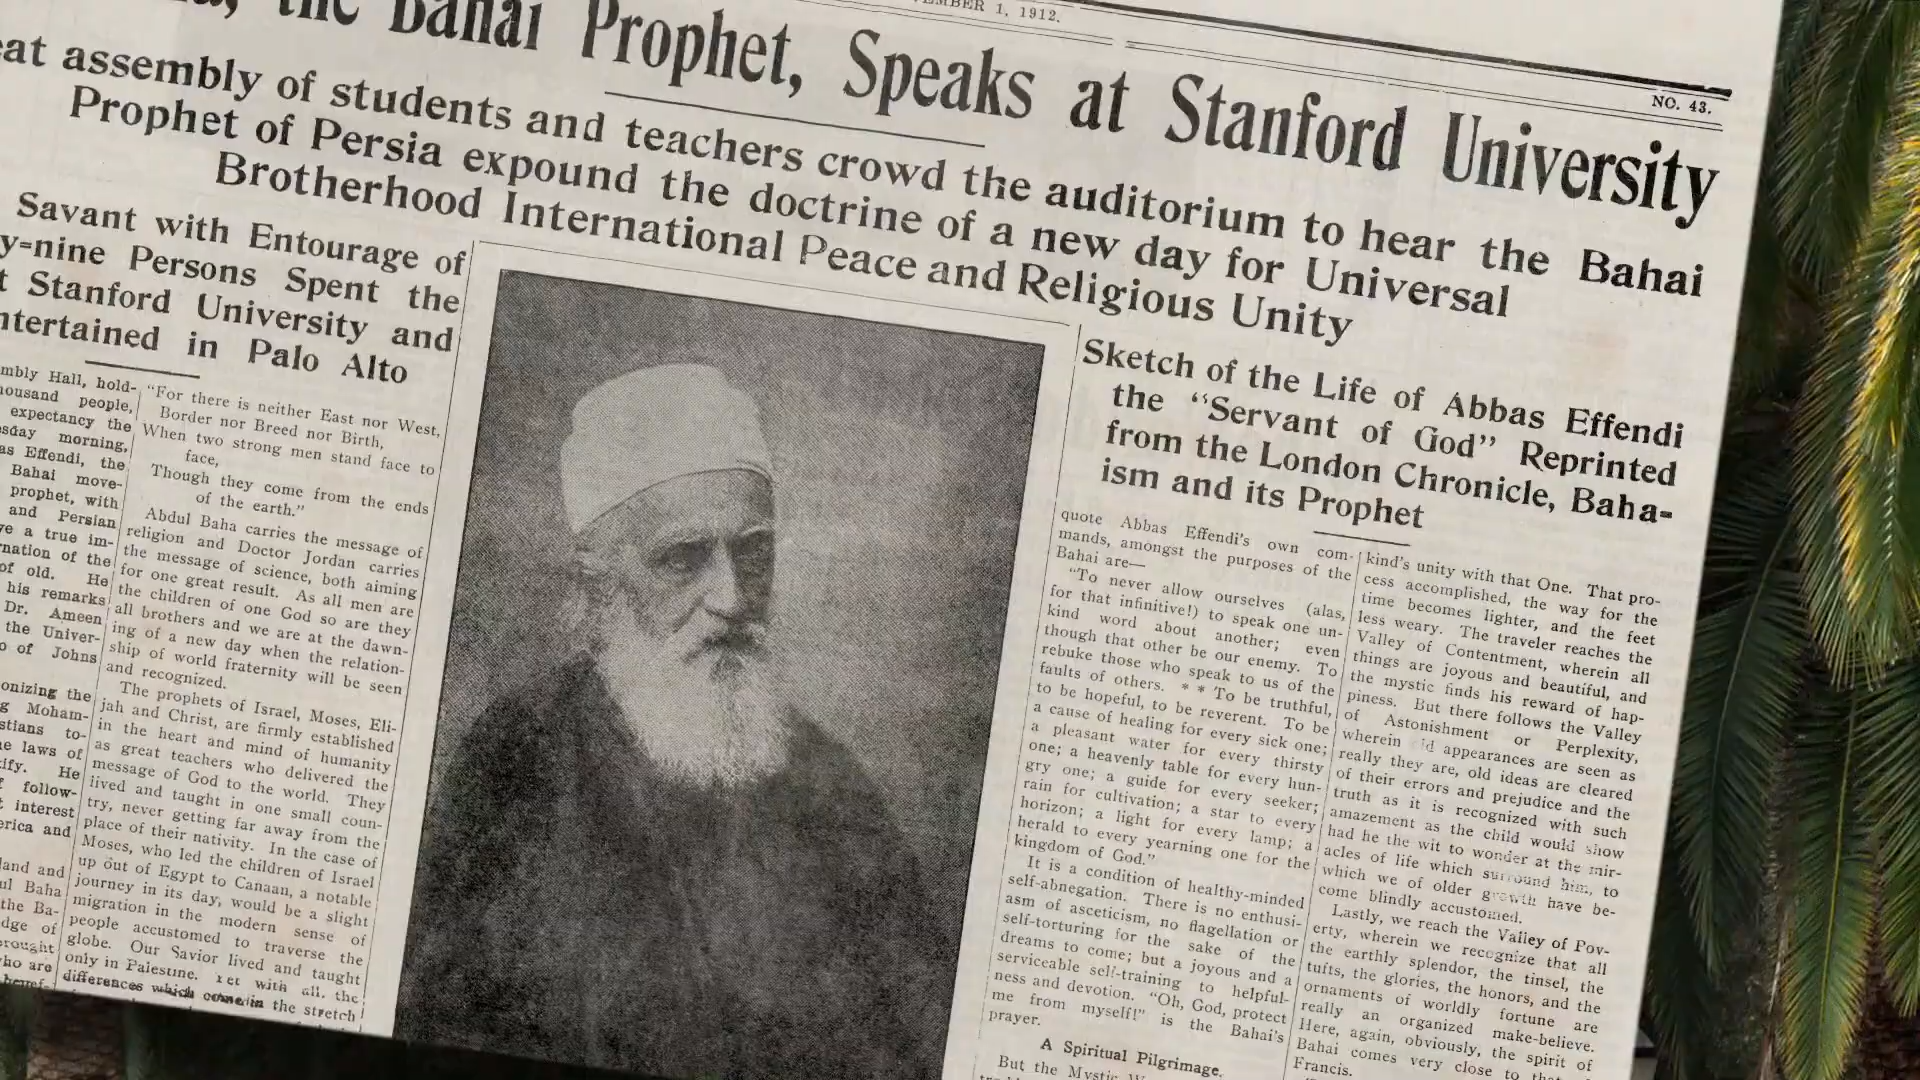 1, 1912.
NO. 43.
the Bahai Prophet, Speaks at Stanford University
assembly of students and teachers crowd the auditorium to hear the Bahai
Prophet of Persia expound the doctrine of a new day for Universal
Brotherhood International Peace and Religious Unity
Savant with Entourage of
y=nine Persons Spent the
Stanford University and
ntertained in Palo Alto
mbly Hall, hold-
housand people,
expectancy the
sday morning,
as Effendi, the
Bahai move-
prophet, with
and Persian
ve a true im-
nation of the
of old. He
his remarks
Dr. Ameen
the Univer-
of Johns
onizing the
g Moham-
stians to-
he laws of
ify. He
follow-
interest
erica and
land and
ul Baha
the Ba-
dge of
rought
who are
"For there is neither East nor West,
Border nor Breed nor Birth,
When two strong men stand face to
face,
Though they come from the ends
of the earth."
Abdul Baha carries the message of
religion and Doctor Jordan carries
the message of science, both aiming
for one great result. As all men are
the children of one God so are they
all brothers and we are at the dawn-
ing of a new day when the relation-
ship of world fraternity will be seen
and recognized.
The prophets of Israel, Moses, Eli-
jah and Christ, are firmly established
in the heart and mind of humanity
as great teachers who delivered the
message of God to the world. They
lived and taught in one small coun-
try, never getting far away from the
place of their nativity. In the case of
Moses, who led the children of Israel
up out of Egypt to Canaan, a notable
journey in its day, would be a slight
migration in the modern sense of
people accustomed to traverse the
globe. Our Savior lived and taught
only in Palestine. Yet with all. the
differences which come in the stretch
Sketch of the Life of Abbas Effendi
the "Servant of God" Reprinted
from the London Chronicle, Baha=
ism and its Prophet
quote Abbas Effendi's own com-
mands, amongst the purposes of the
Bahai are—
"To never allow ourselves (alas,
for that infinitive!) to speak one un-
kind word about another; even
though that other be our enemy. To
rebuke those who speak to us of the
faults of others. * * To be truthful,
to be hopeful, to be reverent. To be
a cause of healing for every sick one;
a pleasant water for every thirsty
one; a heavenly table for every hun-
gry one; a guide for every seeker;
rain for cultivation; a star to every
horizon; a light for every lamp; a
herald to every yearning one for the
kingdom of God."
It is a condition of healthy-minded
self-abnegation. There is no enthusi-
asm of asceticism, no flagellation or
self-torturing for the sake of the
dreams to come; but a joyous and a
serviceable self-training to helpful-
ness and devotion. "Oh, God, protect
me from myself!" is the Bahai's
prayer.
A Spiritual Pilgrimage.
But the Mystic
kind's unity with that One. That pro-
cess accomplished, the way for the
time becomes lighter, and the feet
less weary. The traveler reaches the
Valley of Contentment, wherein all
things are joyous and beautiful, and
the mystic finds his reward of hap-
piness. But there follows the Valley
of Astonishment or Perplexity,
wherein old appearances are seen as
really they are, old ideas are cleared
of their errors and prejudice and the
truth as it is recognized with such
amazement as the child would show
had he the wit to wonder at the mir-
acles of life which surround him, to
which we of older growth have be-
come blindly accustomed.
Lastly, we reach the Valley of Pov-
erty, wherein we recognize that all
the earthly splendor, the tinsel, the
tufts, the glories, the honors, and the
ornaments of worldly fortune are
really an organized make-believe.
Here, again, obviously, the spirit of
Bahai comes very close to
Francis.